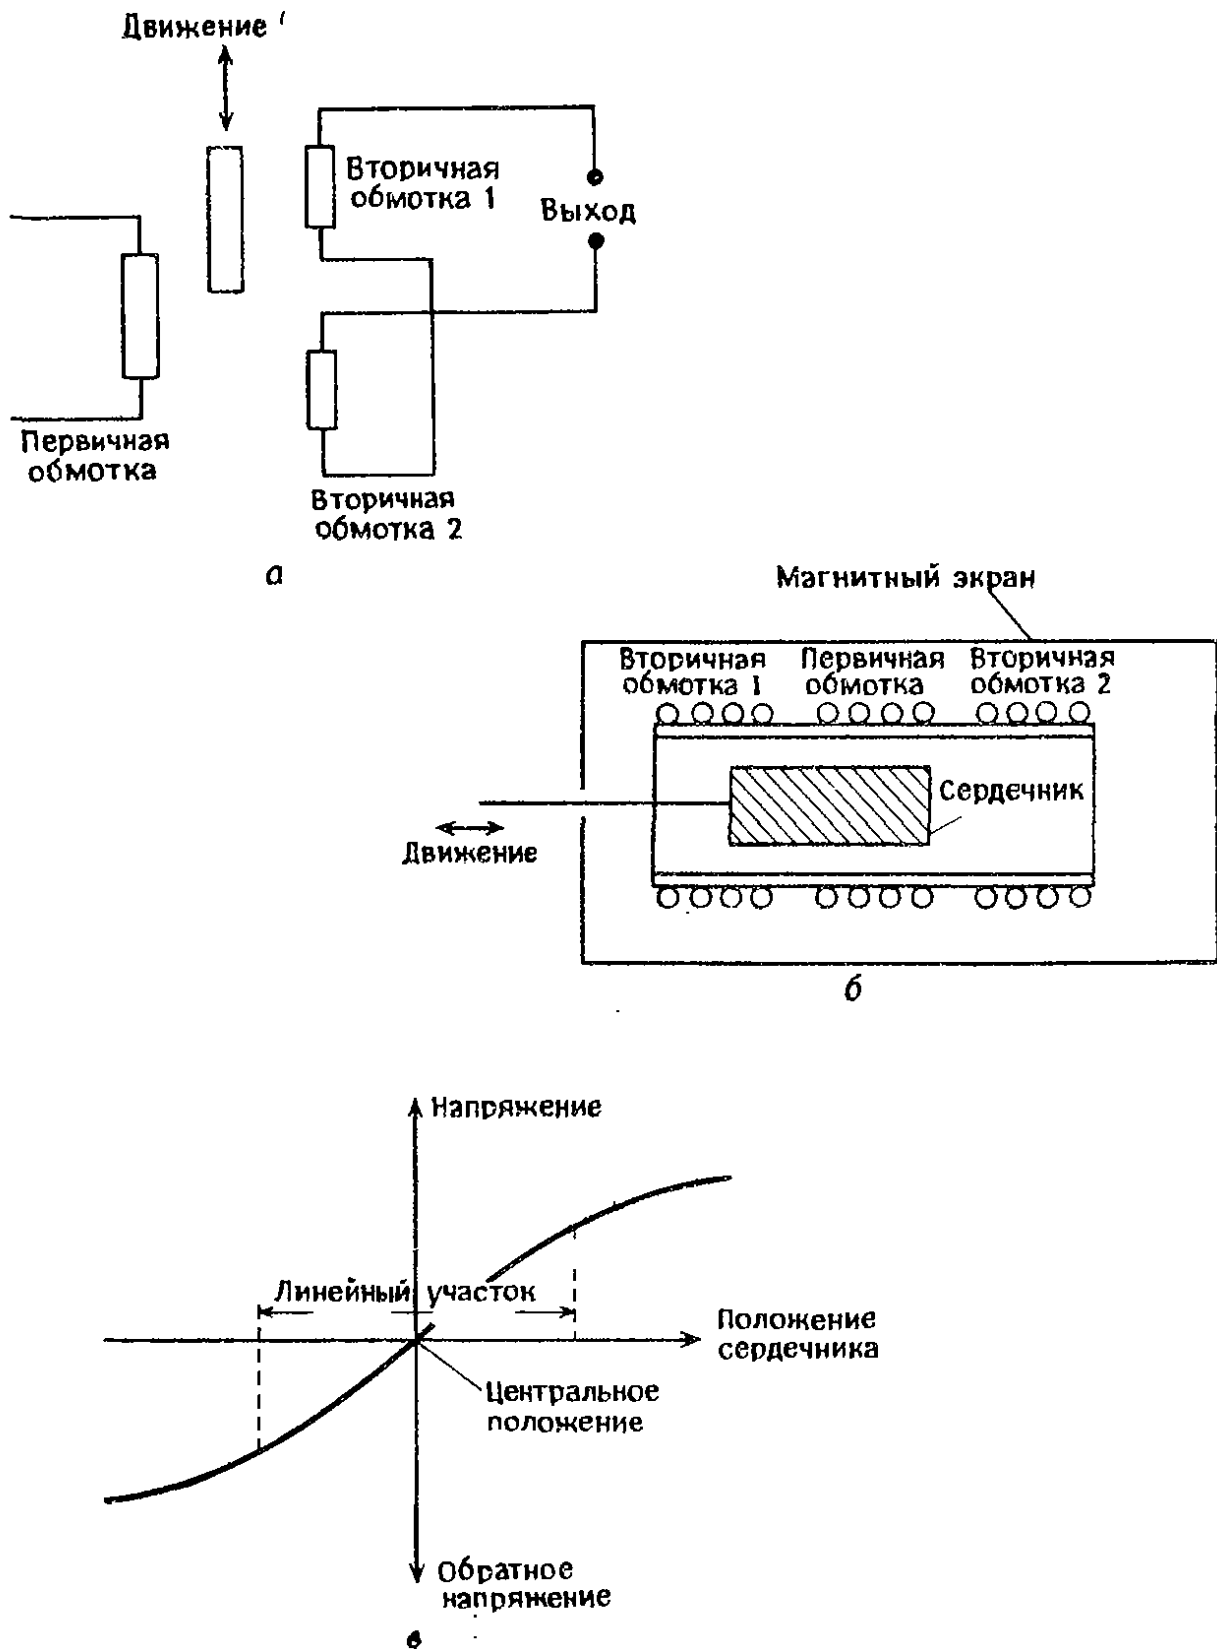 Движение
Вторичная
обмотка 1
Выход
Первичная
обмотка
Вторичная
обмотка 2
а
Магнитный экран
Вторичная
обмотка 1
Первичная
обмотка
Вторичная
обмотка 2
Сердечник
Движение
б
Напряжение
Линейный участок
Положение
сердечника
Центральное
положение
Обратное
напряжение
в